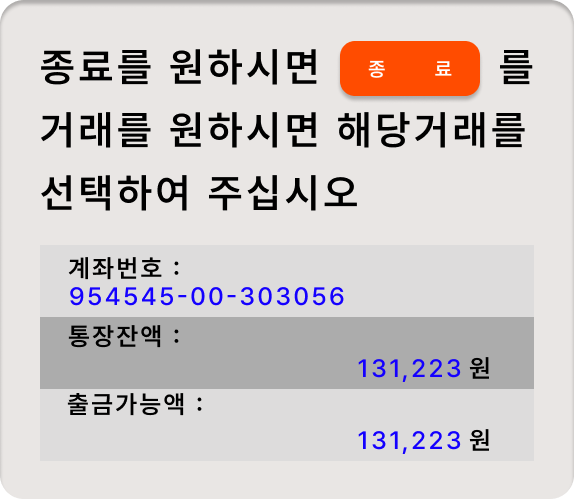 종료를 원하시면 종 료 를
거래를 원하시면 해당거래를
선택하여 주십시오
계좌번호 :
954545-00-303056
통장잔액 :
131,223 원
출금가능액 :
131,223 원